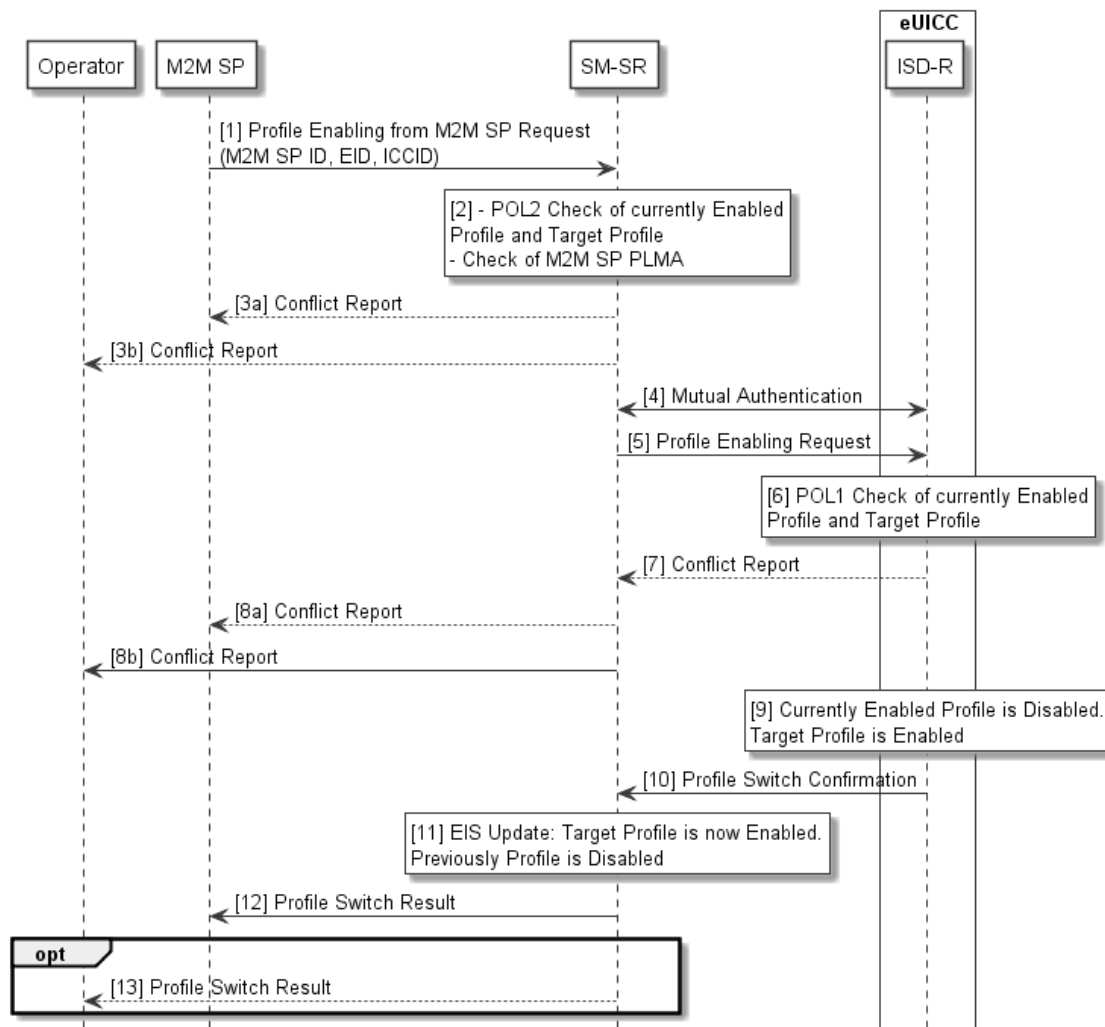 eUICC
Operator
M2M SP
SM-SR
ISD-R
[1] Profile Enabling from M2M SP Request
(M2M SP ID, EID, ICCID)
[2] - POL2 Check of currently Enabled
Profile and Target Profile
- Check of M2M SP PLMA
[3a] Conflict Report
[3b] Conflict Report
[4] Mutual Authentication
[5] Profile Enabling Request
[6] POL1 Check of currently Enabled
Profile and Target Profile
[7] Conflict Report
[8a] Conflict Report
[8b] Conflict Report
[9] Currently Enabled Profile is Disabled.
Target Profile is Enabled
[10] Profile Switch Confirmation
[11] EIS Update: Target Profile is now Enabled.
Previously Profile is Disabled
[12] Profile Switch Result
opt
[13] Profile Switch Result